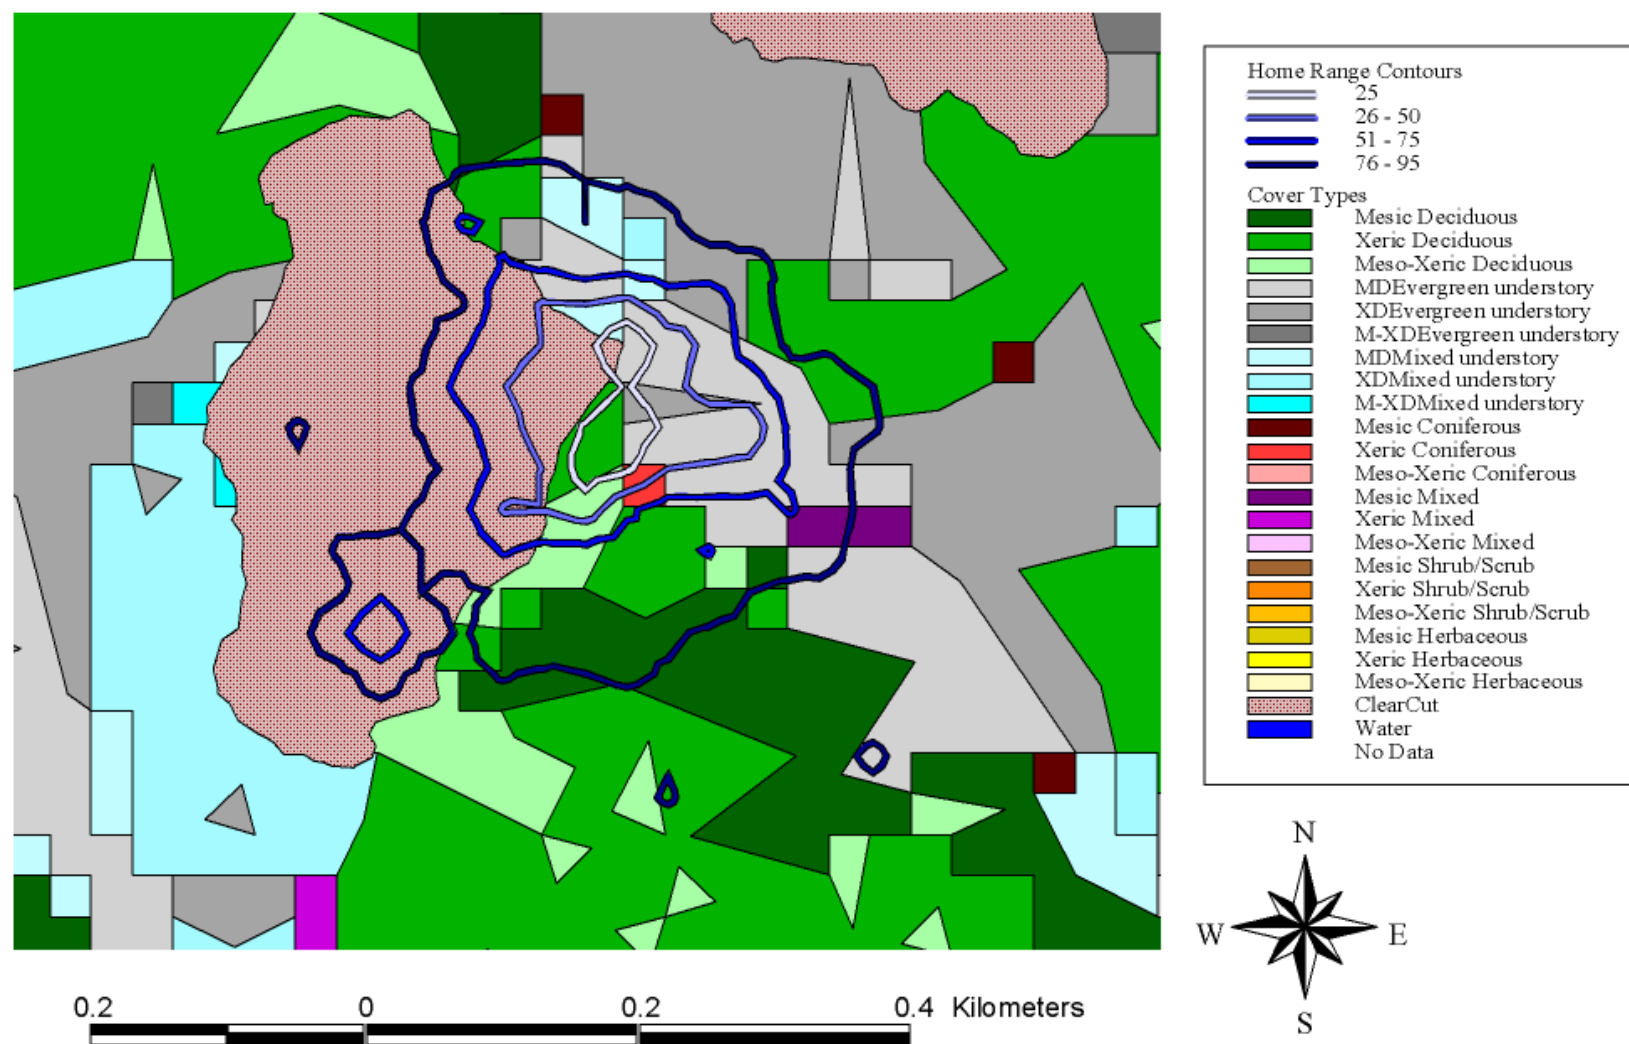 Home Range Contours
25
26 - 50
51 - 75
76 - 95
Cover Types
Mesic Deciduous
Xeric Deciduous
Meso-Xeric Deciduous
MDEvergreen understory
XDEvergreen understory
M-XDEvergreen understory
MDMixed understory
XDMixed understory
M-XDMixed understory
Mesic Coniferous
Xeric Coniferous
Meso-Xeric Coniferous
Mesic Mixed
Xeric Mixed
Meso-Xeric Mixed
Mesic Shrub/Scrub
Xeric Shrub/Scrub
Meso-Xeric Shrub/Scrub
Mesic Herbaceous
Xeric Herbaceous
Meso-Xeric Herbaceous
ClearCut
Water
No Data
N
W E
S
0.2 0 0.2 0.4 Kilometers